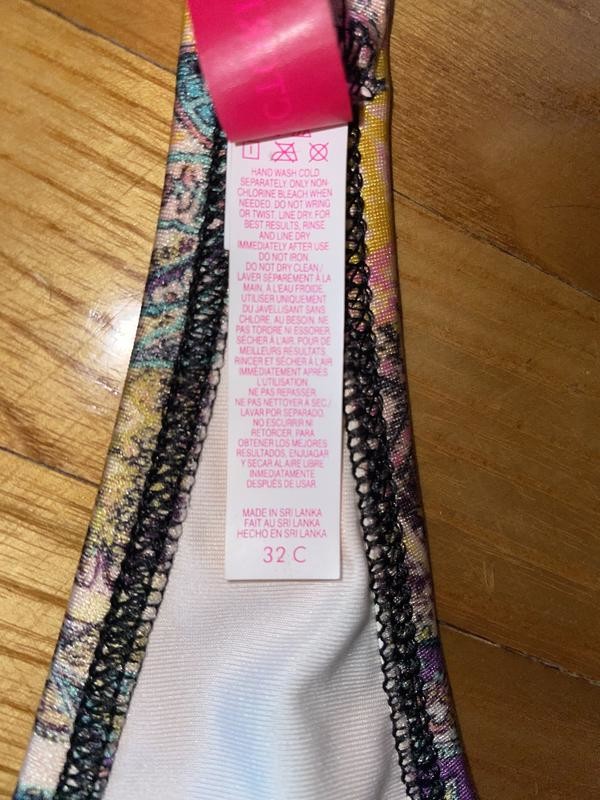 HAND WASH COLD
SEPARATELY. ONLY NON-
CHLORINE BLEACH WHEN
NEEDED. DO NOT WRING
OR TWIST. LINE DRY. FOR
BEST RESULTS, RINSE
AND LINE DRY
IMMEDIATELY AFTER USE
DO NOT IRON.
DO NOT DRY CLEAN./
LAVER SÉPARÉMENT À LA
MAIN, À L'EAU FROIDE.
UTILISER UNIQUEMENT
DU JAVELLISANT SANS
CHLORE, AU BESOIN. NE
PAS TORDRE NI ESSORER.
SÉCHER À L'AIR. POUR DE
MEILLEURS RESULTATS,
RINCER ET SÉCHER À L'AIR
IMMÉDIATEMENT APRÈS
L'UTILISATION.
NE PAS REPASSER.
NE PAS NETTOYER À SEC./
LAVAR POR SEPARADO.
NO ESCURRIR NI
RETORCER. PARA
OBTENER LOS MEJORES
RESULTADOS, ENJUAGAR
Y SECAR AL AIRE LIBRE
INMEDIATAMENTE
DESPUÉS DE USAR.
MADE IN SRI LANKA
FAIT AU SRI LANKA
HECHO EN SRI LANKA
32 C